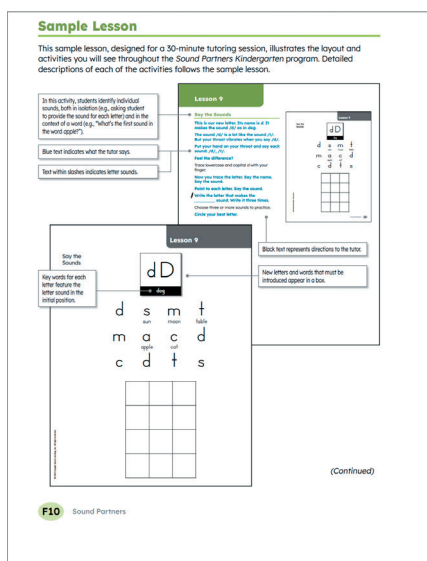 Sample Lesson
This sample lesson, designed for a 30-minute tutoring session, illustrates the layout and
activities you will see throughout the Sound Partners Kindergarten program. Detailed
descriptions of each of the activities follows the sample lesson.
In this activity, students identify individual
sounds, both in isolation (e.g., asking student
to provide the sound for each letter) and in the
context of a word (e.g., "What's the first sound in
the word apple?").
Blue text indicates what the tutor says.
Text within slashes indicates letter sounds.
Lesson 9
Say the Sounds
This is our new letter. Its name is d. It
makes the sound /d/ as in dog.
The sound /d/ is a lot like the sound /t/.
But your throat vibrates when you say /d/.
Put your hand on your throat and say each
sound: /d/, /t/.
Feel the difference?
Trace lowercase and capital d with your
finger.
Now you trace the letter. Say the name.
Say the sound.
Point to each letter. Say the sound.
Write the letter that makes the
sound. Write it three times.
Choose three or more sounds to practice.
Circle your best letter.
Lesson 9
dD
d s m t
m a c d
c d t s
Black text represents directions to the tutor.
New letters and words that must be
introduced appear in a box.
Lesson 9
Say the
Sounds
dD
dog
Key words for each
letter feature the
letter sound in the
initial position.
d s m t
sun moon table
m a c d
apple cat
c d t s
(Continued)
F10 Sound Partners